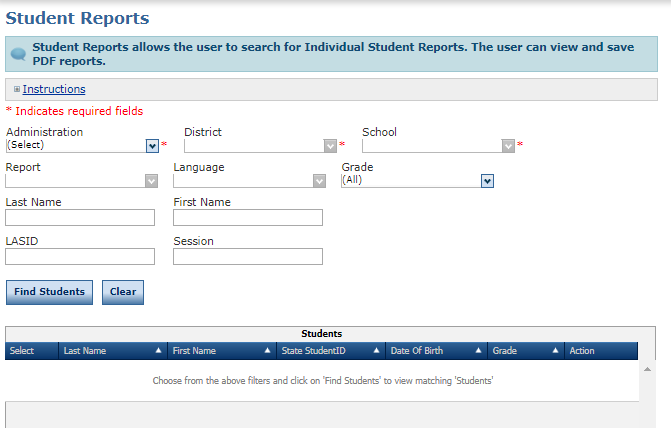 Student Reports
Student Reports allows the user to search for Individual Student Reports. The user can view and save
PDF reports.
Instructions
* Indicates required fields
Administration District School
(Select) * * *
Report Language Grade
(All)
Last Name First Name
LASID Session
Find Students Clear
Students
Select Last Name First Name State StudentID Date Of Birth Grade Action
Choose from the above filters and click on 'Find Students' to view matching 'Students'